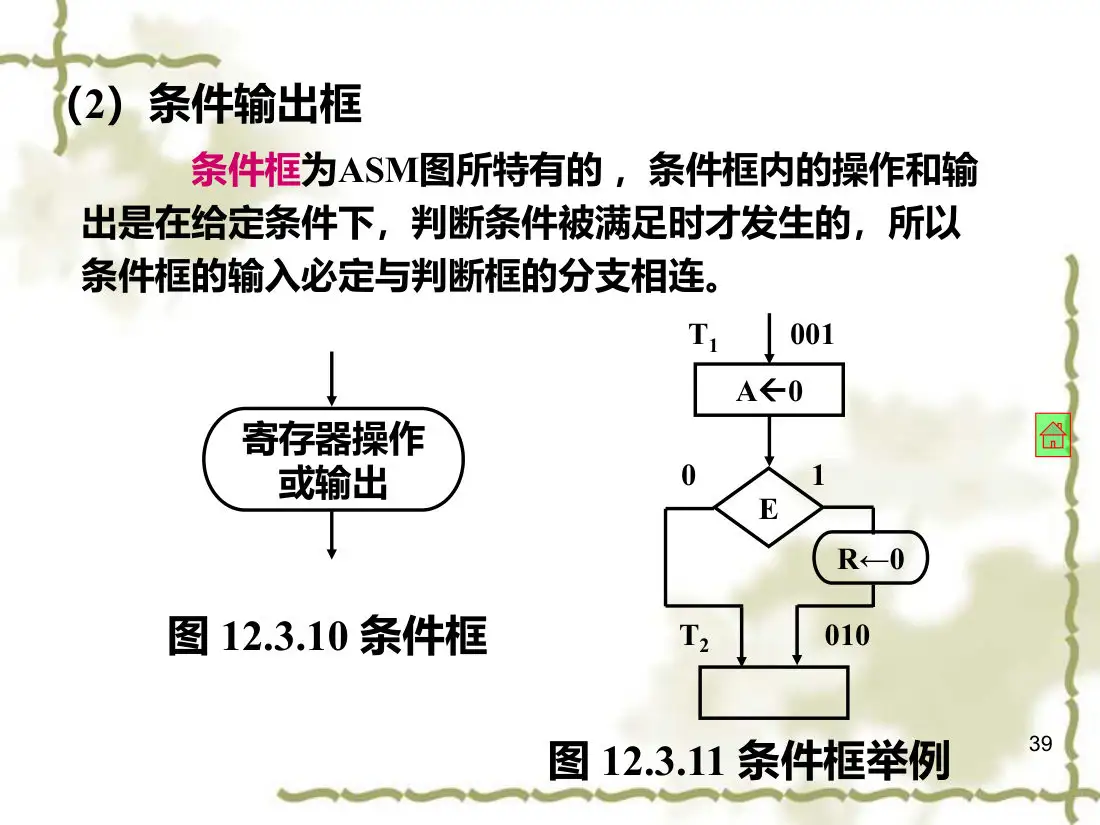 （2）条件输出框
条件框为ASM图所特有的 ，条件框内的操作和输
出是在给定条件下，判断条件被满足时才发生的，所以
条件框的输入必定与判断框的分支相连。
T1 001
A←0
0 1
E
R←0
T2 010
寄存器操作
或输出
图 12.3.10 条件框
图 12.3.11 条件框举例
39